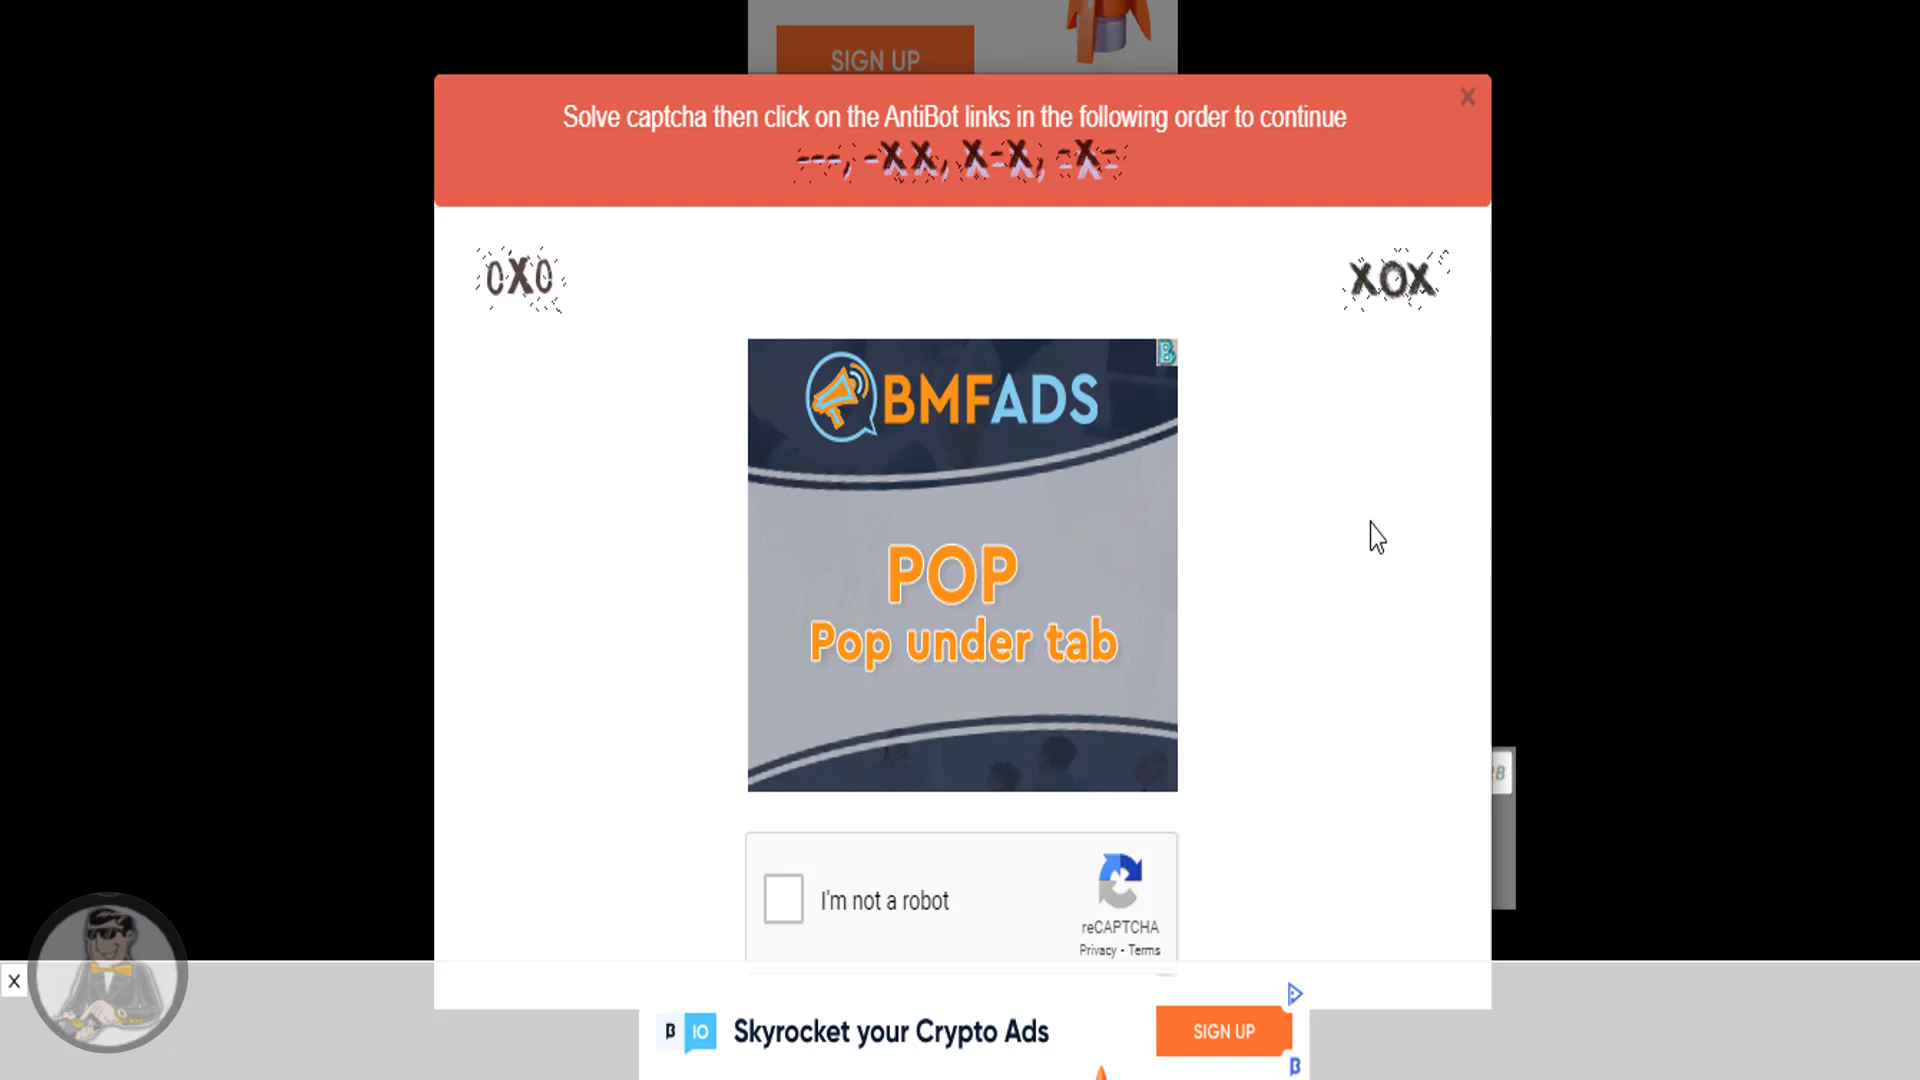 SIGN UP
Solve captcha then click on the AntiBot links in the following order to continue
x
---, -XX, X=X, =X=
OXO
XOX
B
BMFADS
POP
Pop under tab
I'm not a robot
reCAPTCHA
Privacy - Terms
X
B IO Skyrocket your Crypto Ads SIGN UP
B